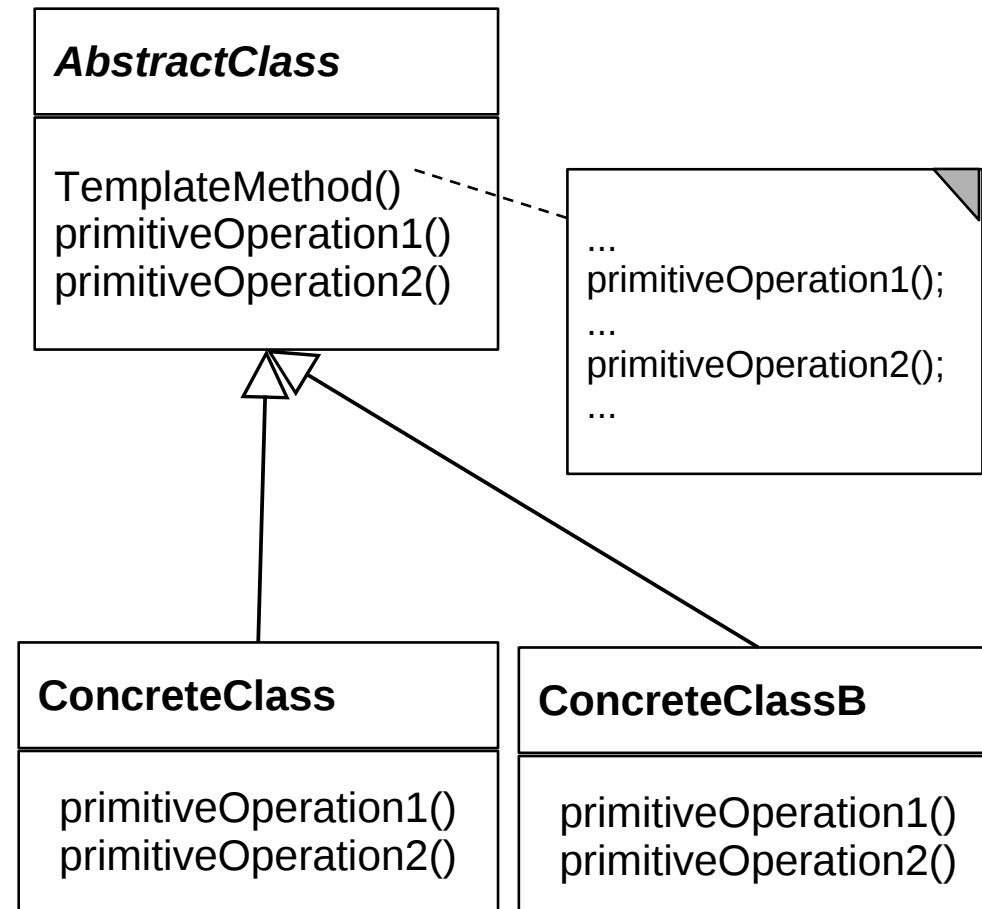 AbstractClass
TemplateMethod()
primitiveOperation1()
primitiveOperation2()
...
primitiveOperation1();
...
primitiveOperation2();
...
ConcreteClass
primitiveOperation1()
primitiveOperation2()
ConcreteClassB
primitiveOperation1()
primitiveOperation2()